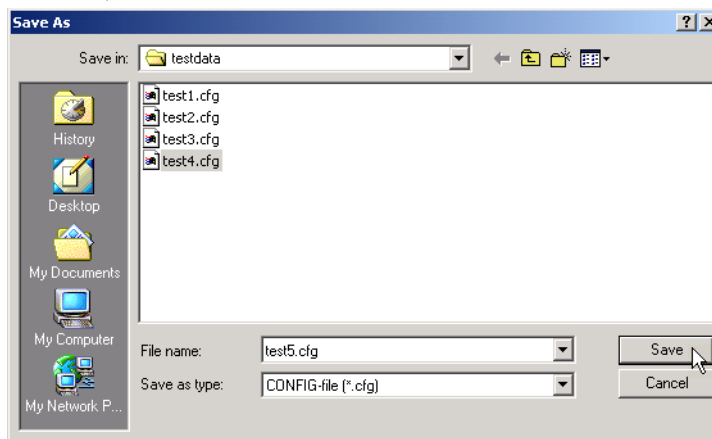 Save As
Save in: testdata
History
Desktop
My Documents
My Computer
My Network P...
test1.cfg
test2.cfg
test3.cfg
test4.cfg
File name: test5.cfg Save
Save as type: CONFIG-file (*.cfg) Cancel